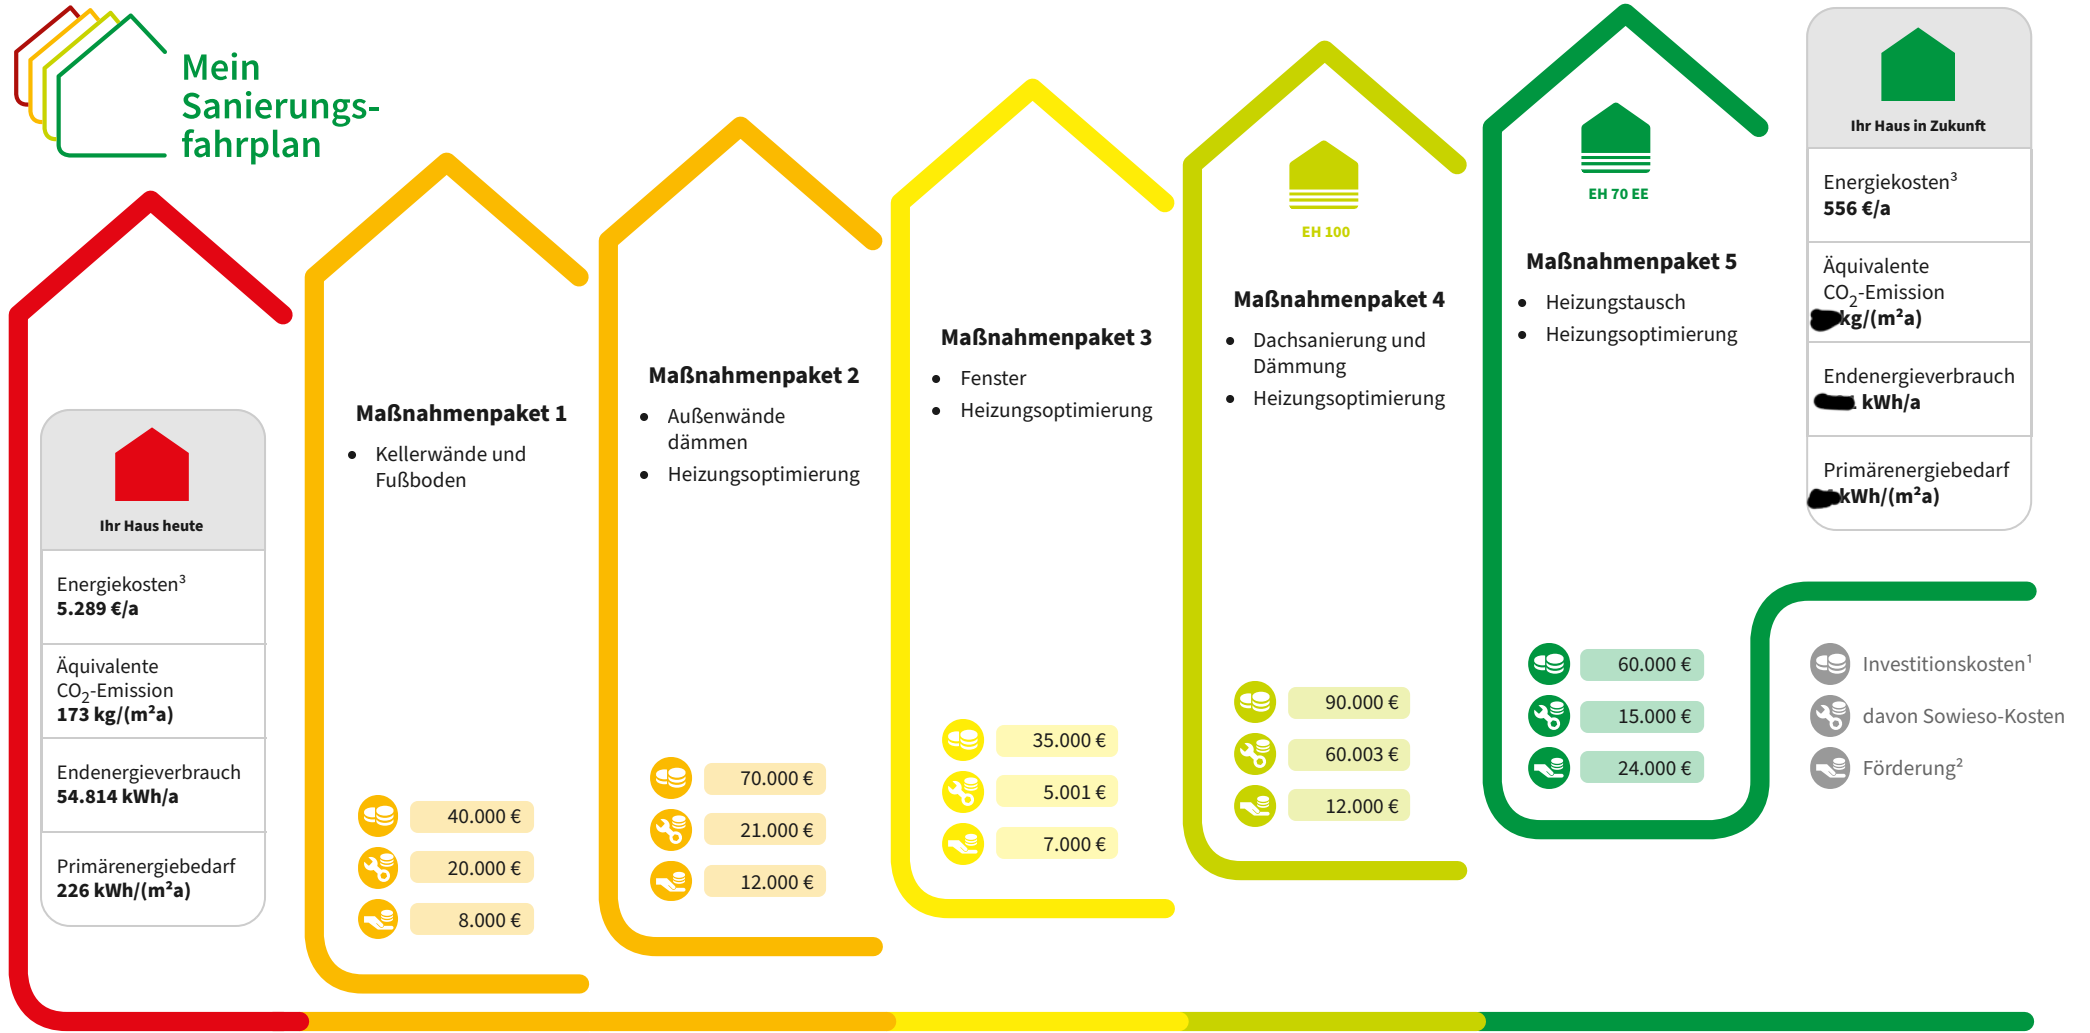 Mein
Sanierungs-
fahrplan
Ihr Haus heute
Energiekosten³
5.289 €/a
Äquivalente
CO₂-Emission
173 kg/(m²a)
Endenergieverbrauch
54.814 kWh/a
Primärenergiebedarf
226 kWh/(m²a)
Maßnahmenpaket 1
• Kellerwände und
Fußboden
40.000 €
20.000 €
8.000 €
Maßnahmenpaket 2
• Außenwände
dämmen
• Heizungsoptimierung
70.000 €
21.000 €
12.000 €
Maßnahmenpaket 3
• Fenster
• Heizungsoptimierung
35.000 €
5.001 €
7.000 €
EH 100
Maßnahmenpaket 4
• Dachsanierung und
Dämmung
• Heizungsoptimierung
90.000 €
60.003 €
12.000 €
EH 70 EE
Maßnahmenpaket 5
• Heizungstausch
• Heizungsoptimierung
60.000 €
15.000 €
24.000 €
Ihr Haus in Zukunft
Energiekosten³
556 €/a
Äquivalente
CO₂-Emission
kg/(m²a)
Endenergieverbrauch
kWh/a
Primärenergiebedarf
kWh/(m²a)
Investitionskosten¹
davon Sowieso-Kosten
Förderung²